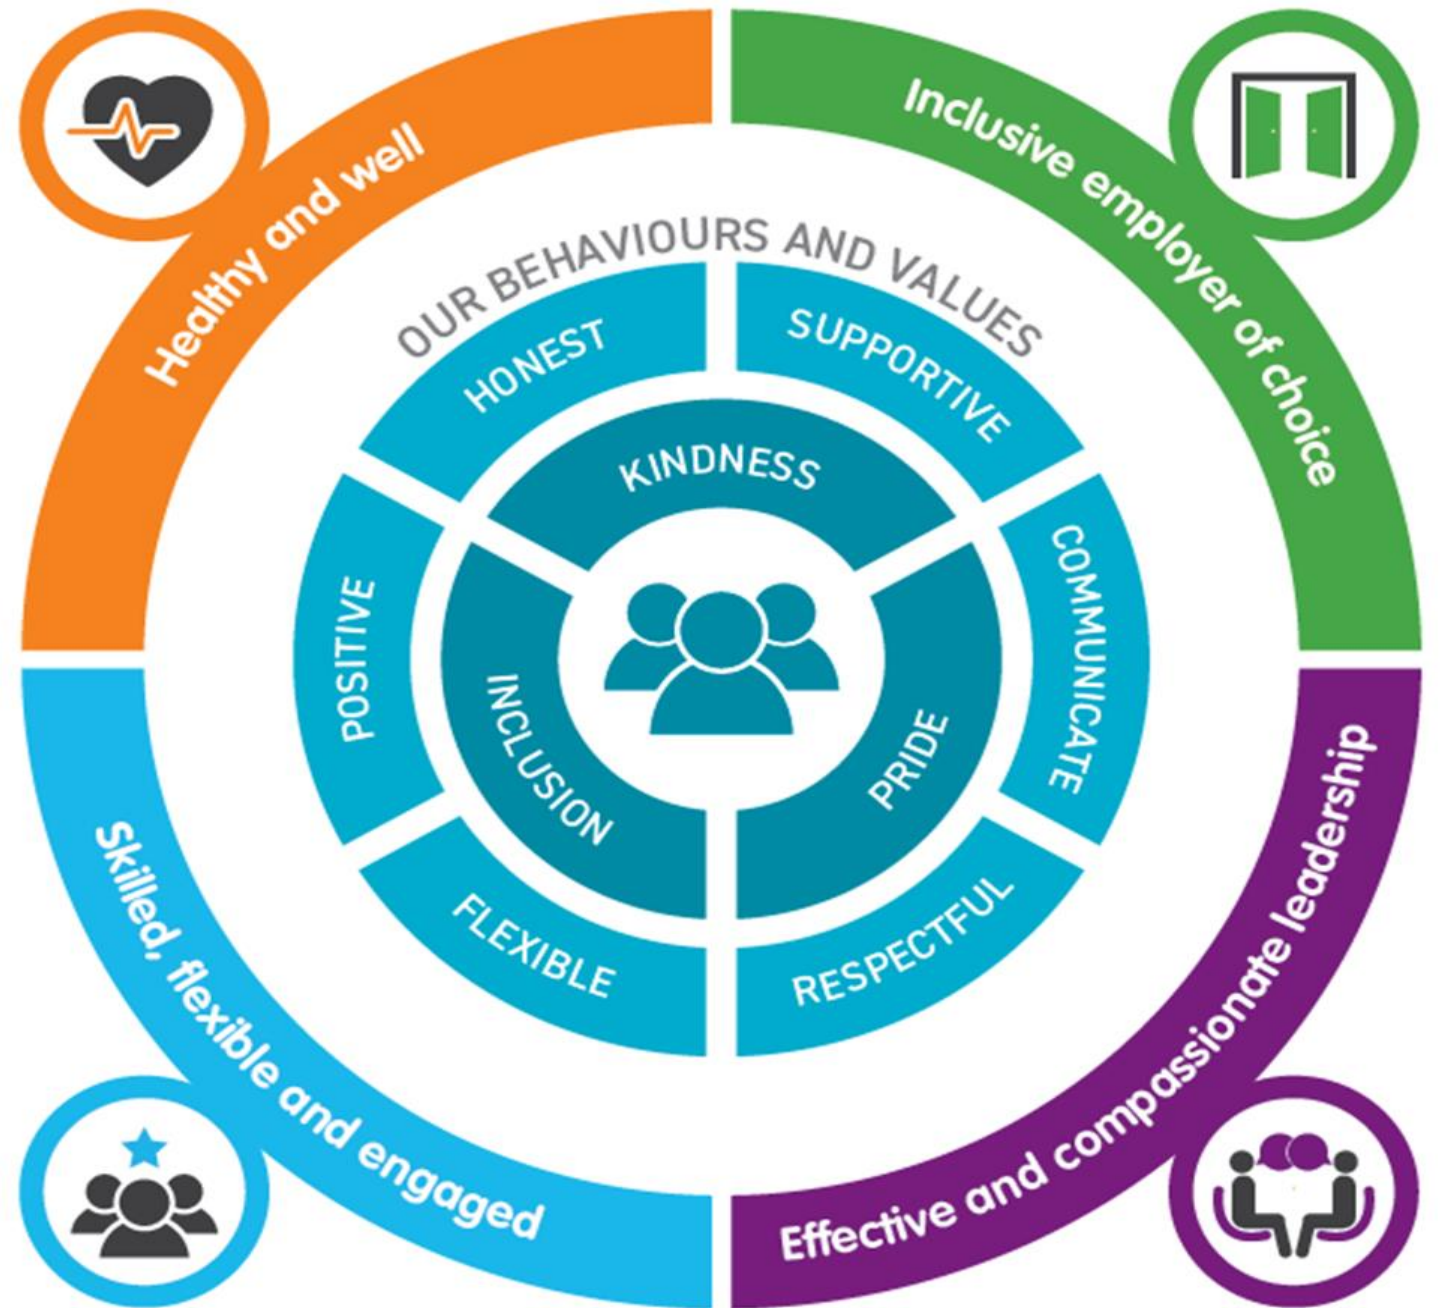 Healthy and well
Inclusive employer of choice
OUR BEHAVIOURS AND VALUES
HONEST
SUPPORTIVE
KINDNESS
POSITIVE
COMMUNICATE
INCLUSION
PRIDE
FLEXIBLE
RESPECTFUL
Skilled, flexible and engaged
Effective and compassionate leadership